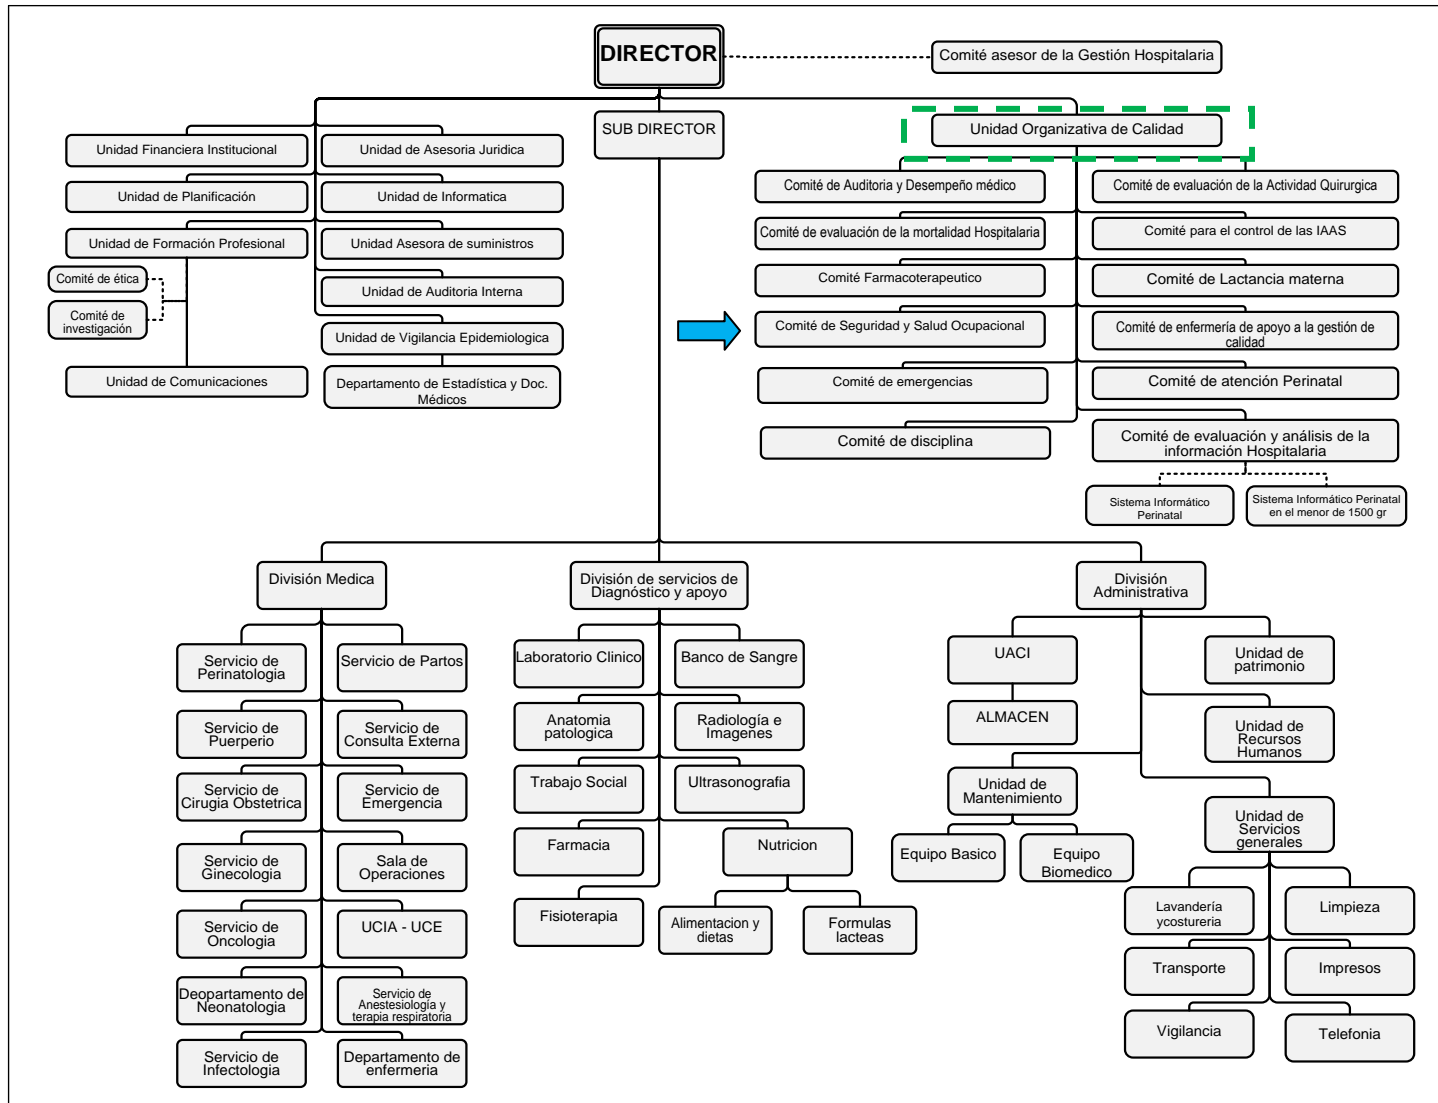 DIRECTOR
Comité asesor de la Gestión Hospitalaria
SUB DIRECTOR
Unidad Organizativa de Calidad
Unidad Financiera Institucional
Unidad de Asesoria Juridica
Unidad de Planificación
Unidad de Informatica
Unidad de Formación Profesional
Unidad Asesora de suministros
Comité de ética
Comité de
investigación
Unidad de Auditoria Interna
Unidad de Vigilancia Epidemiologica
Unidad de Comunicaciones
Departamento de Estadística y Doc.
Médicos
Comité de Auditoria y Desempeño médico
Comité de evaluación de la Actividad Quirurgica
Comité de evaluación de la mortalidad Hospitalaria
Comité para el control de las IAAS
Comité Farmacoterapeutico
Comité de Lactancia materna
Comité de Seguridad y Salud Ocupacional
Comité de enfermería de apoyo a la gestión de
calidad
Comité de emergencias
Comité de atención Perinatal
Comité de disciplina
Comité de evaluación y análisis de la
información Hospitalaria
Sistema Informático
Perinatal
Sistema Informático Perinatal
en el menor de 1500 gr
División Medica
División de servicios de
Diagnóstico y apoyo
División
Administrativa
Servicio de
Perinatologia
Servicio de Partos
Servicio de
Puerperio
Servicio de
Consulta Externa
Servicio de
Cirugia Obstetrica
Servicio de
Emergencia
Servicio de
Ginecologia
Sala de
Operaciones
Servicio de
Oncologia
UCIA - UCE
Deopartamento de
Neonatologia
Servicio de
Anestesiología y
terapia respiratoria
Servicio de
Infectologia
Departamento de
enfermeria
Laboratorio Clinico
Banco de Sangre
Anatomia
patologica
Radiología e
Imagenes
Trabajo Social
Ultrasonografia
Farmacia
Nutricion
Fisioterapia
Alimentacion y
dietas
Formulas
lacteas
UACI
Unidad de
patrimonio
ALMACEN
Unidad de
Recursos
Humanos
Unidad de
Mantenimiento
Unidad de
Servicios
generales
Equipo Basico
Equipo
Biomedico
Lavandería
ycostureria
Limpieza
Transporte
Impresos
Vigilancia
Telefonia